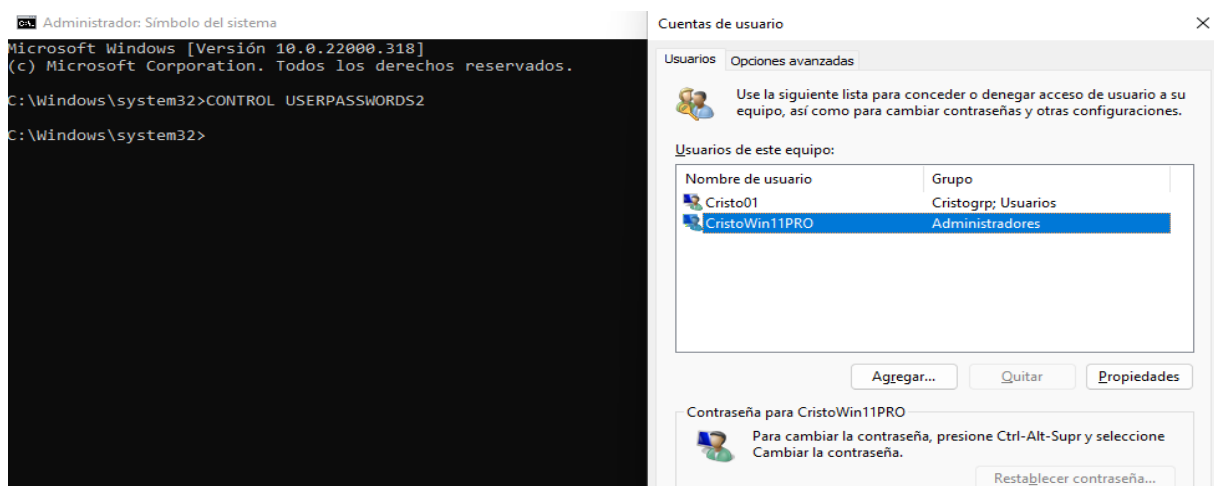 Administrador: Símbolo del sistema
Microsoft Windows [Versión 10.0.22000.318]
(c) Microsoft Corporation. Todos los derechos reservados.
C:\Windows\system32>CONTROL USERPASSWORDS2
C:\Windows\system32>
Cuentas de usuario
Usuarios Opciones avanzadas
Use la siguiente lista para conceder o denegar acceso de usuario a su
equipo, así como para cambiar contraseñas y otras configuraciones.
Usuarios de este equipo:
Nombre de usuario Grupo
Cristo01 Cristogrp; Usuarios
CristoWin11PRO Administradores
Agregar... Quitar Propiedades
Contraseña para CristoWin11PRO
Para cambiar la contraseña, presione Ctrl-Alt-Supr y seleccione
Cambiar la contraseña.
Restablecer contraseña...